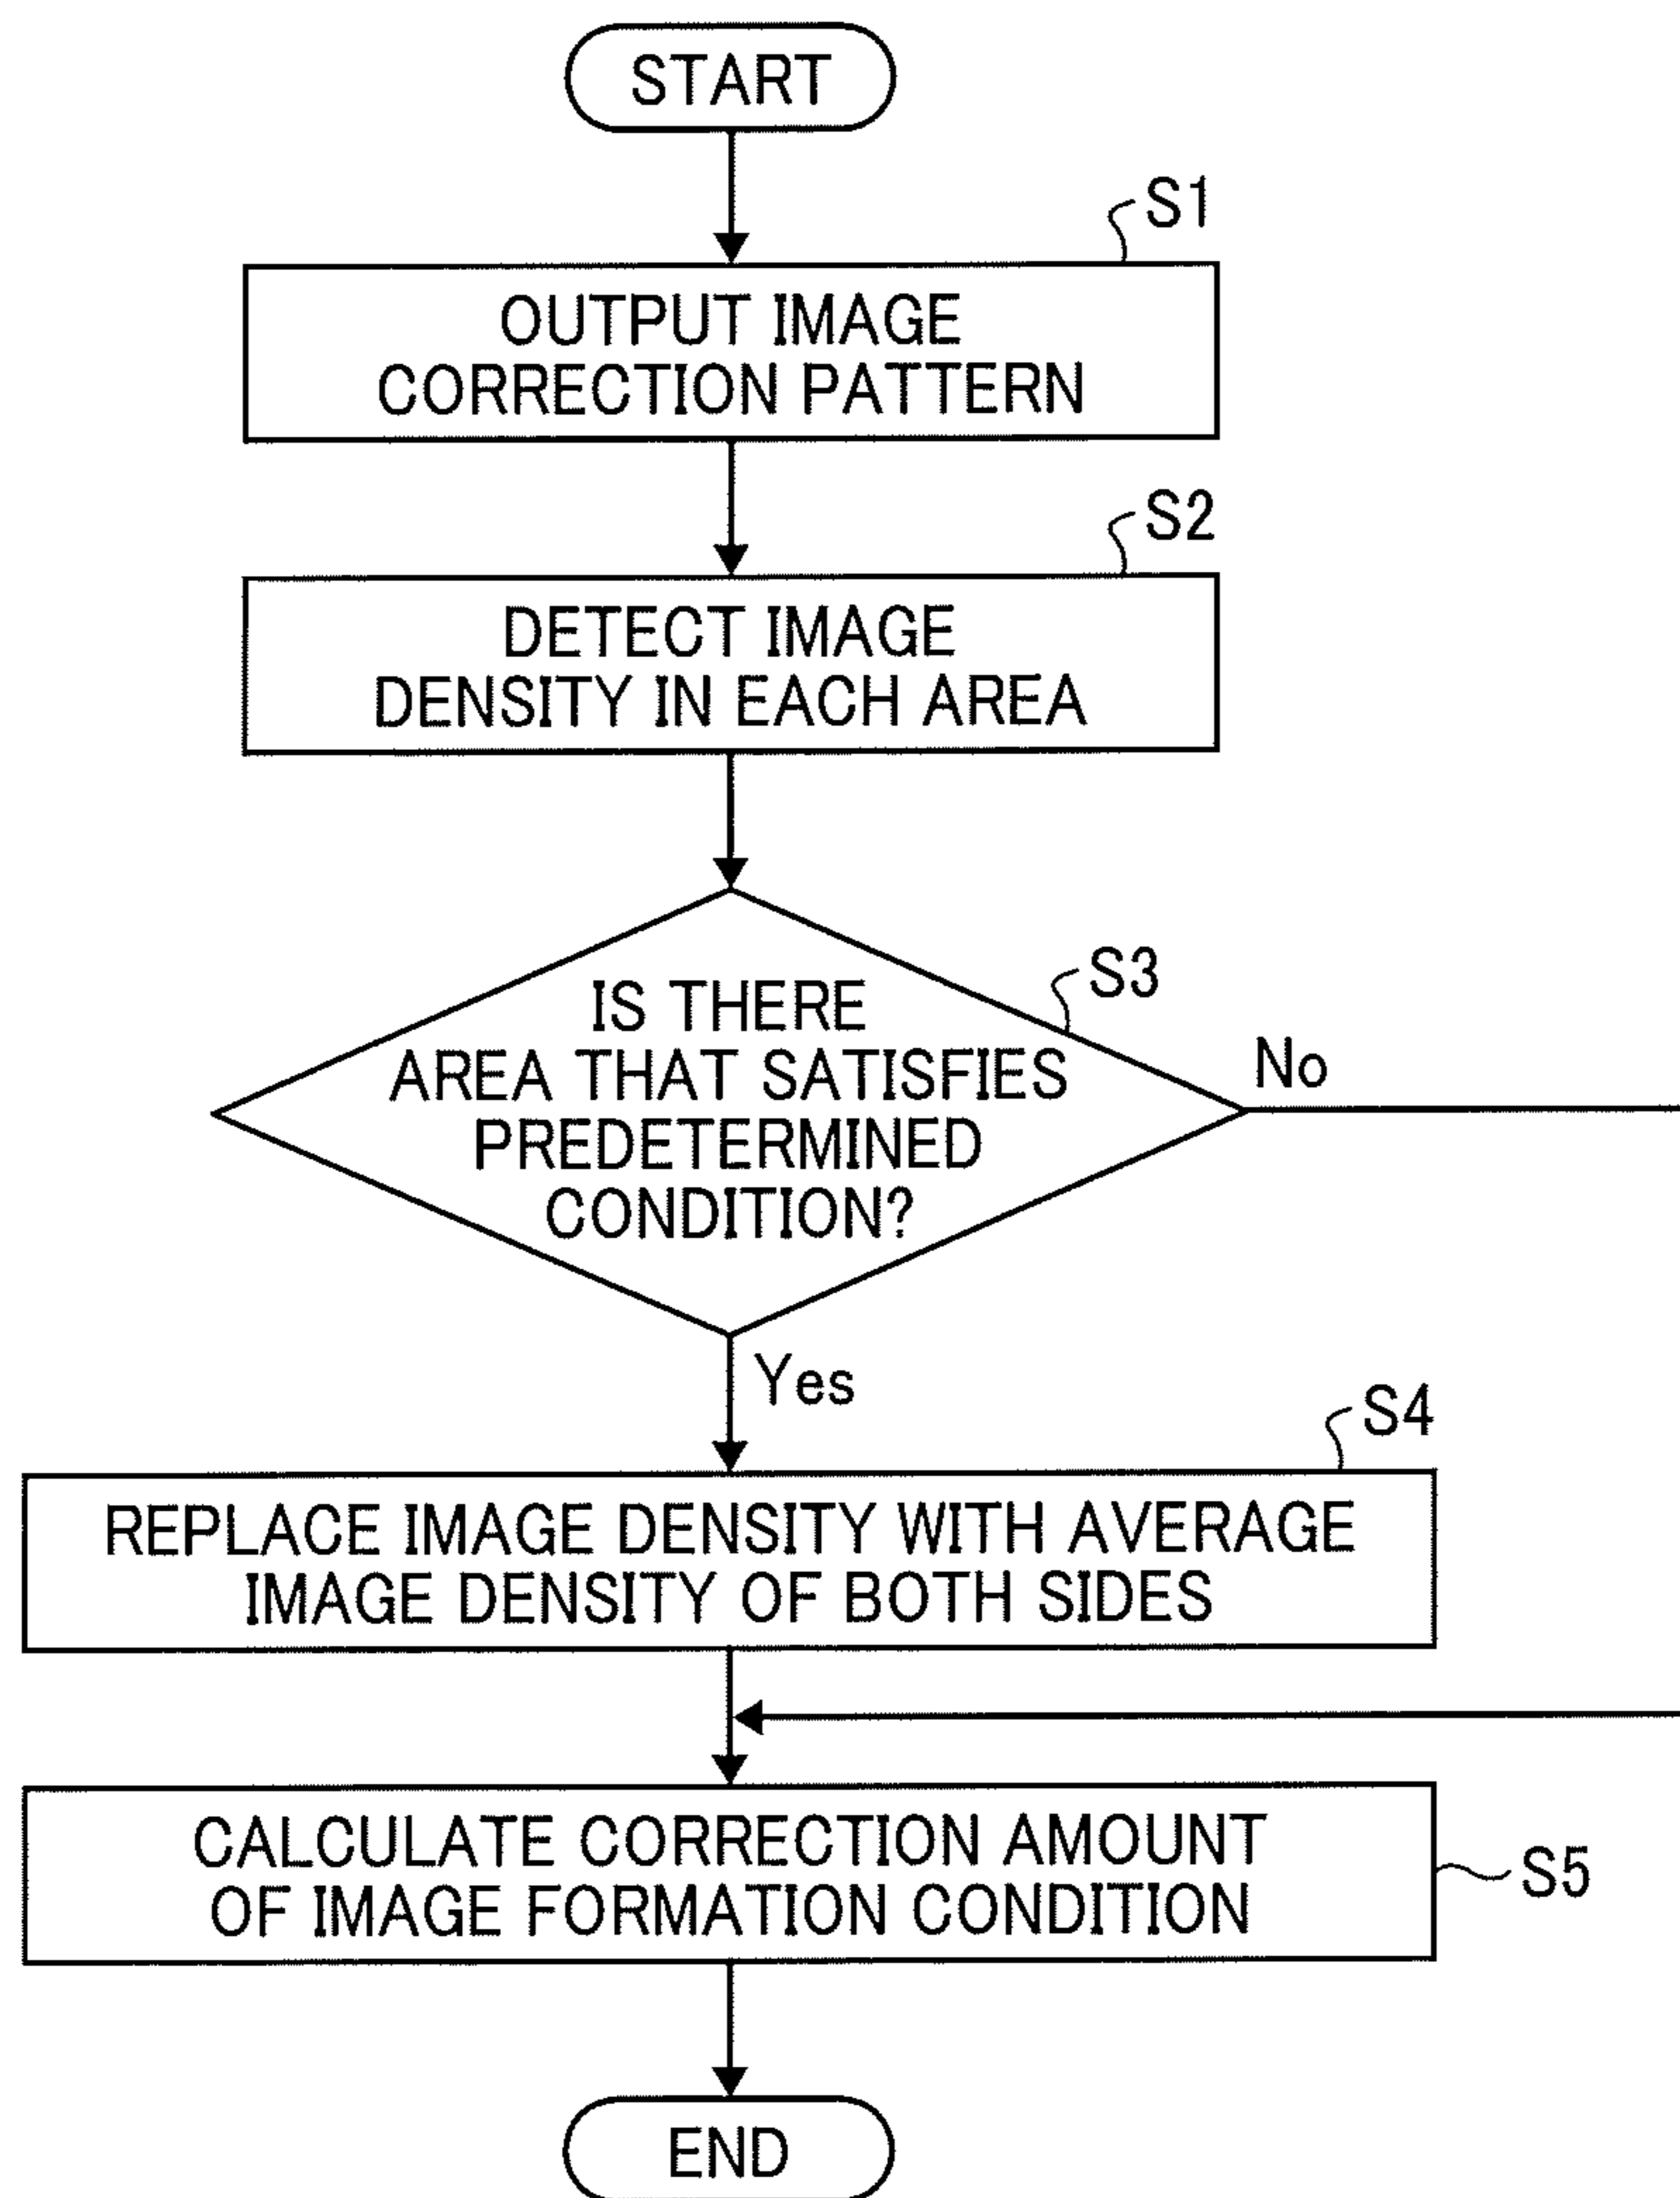 START
S1
OUTPUT IMAGE
CORRECTION PATTERN
S2
DETECT IMAGE
DENSITY IN EACH AREA
S3
IS THERE
AREA THAT SATISFIES
PREDETERMINED
CONDITION?
No
Yes
S4
REPLACE IMAGE DENSITY WITH AVERAGE
IMAGE DENSITY OF BOTH SIDES
CALCULATE CORRECTION AMOUNT
OF IMAGE FORMATION CONDITION
S5
END